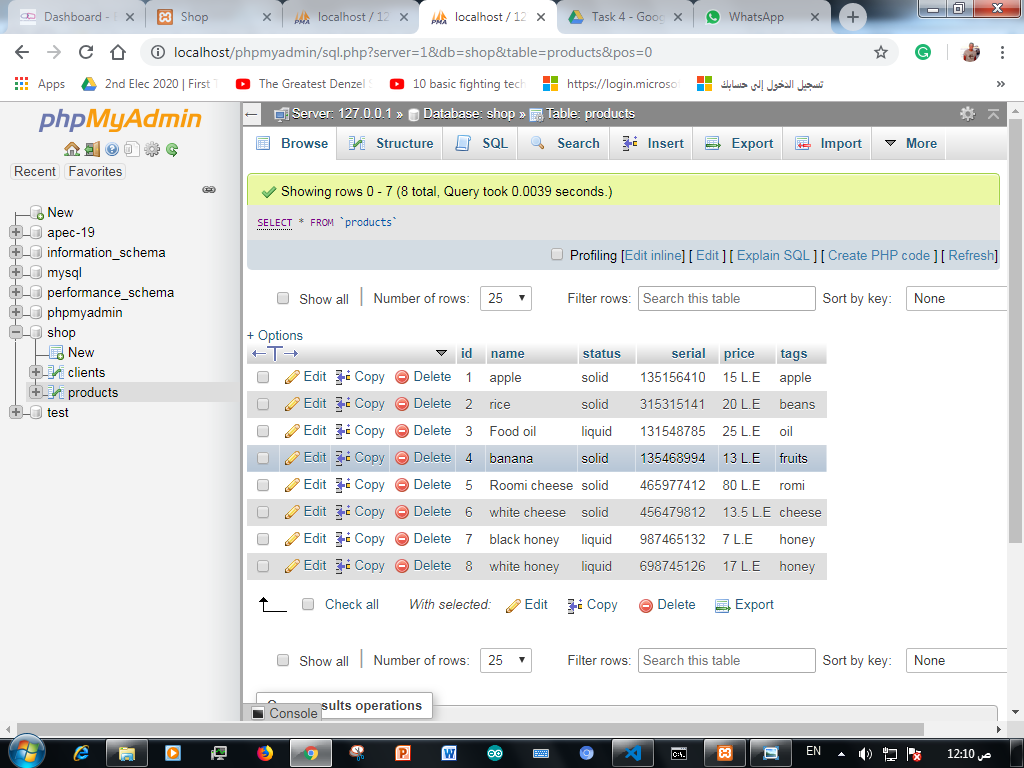 Dashboard - E
Shop
localhost / 12
localhost / 12
Task 4 - Goog
WhatsApp
localhost/phpmyadmin/sql.php?server=1&db=shop&table=products&pos=0
Apps
2nd Elec 2020 | First T
The Greatest Denzel S
10 basic fighting tech
https://login.microsof
تسجيل الدخول إلى حسابك
phpMyAdmin
Recent
Favorites
New
apec-19
information_schema
mysql
performance_schema
phpmyadmin
shop
New
clients
products
test
Server: 127.0.0.1 » Database: shop » Table: products
Browse
Structure
SQL
Search
Insert
Export
Import
More
Showing rows 0 - 7 (8 total, Query took 0.0039 seconds.)
SELECT * FROM `products`
Profiling [Edit inline] [ Edit ] [ Explain SQL ] [ Create PHP code ] [ Refresh]
Show all | Number of rows: 25 Filter rows: Search this table Sort by key: None
+ Options
←T→ id name status serial price tags
Edit Copy Delete 1 apple solid 135156410 15 L.E apple
Edit Copy Delete 2 rice solid 315315141 20 L.E beans
Edit Copy Delete 3 Food oil liquid 131548785 25 L.E oil
Edit Copy Delete 4 banana solid 135468994 13 L.E fruits
Edit Copy Delete 5 Roomi cheese solid 465977412 80 L.E romi
Edit Copy Delete 6 white cheese solid 456479812 13.5 L.E cheese
Edit Copy Delete 7 black honey liquid 987465132 7 L.E honey
Edit Copy Delete 8 white honey liquid 698745126 17 L.E honey
Check all With selected: Edit Copy Delete Export
Show all | Number of rows: 25 Filter rows: Search this table Sort by key: None
sults operations
Console
EN
12:10 ص